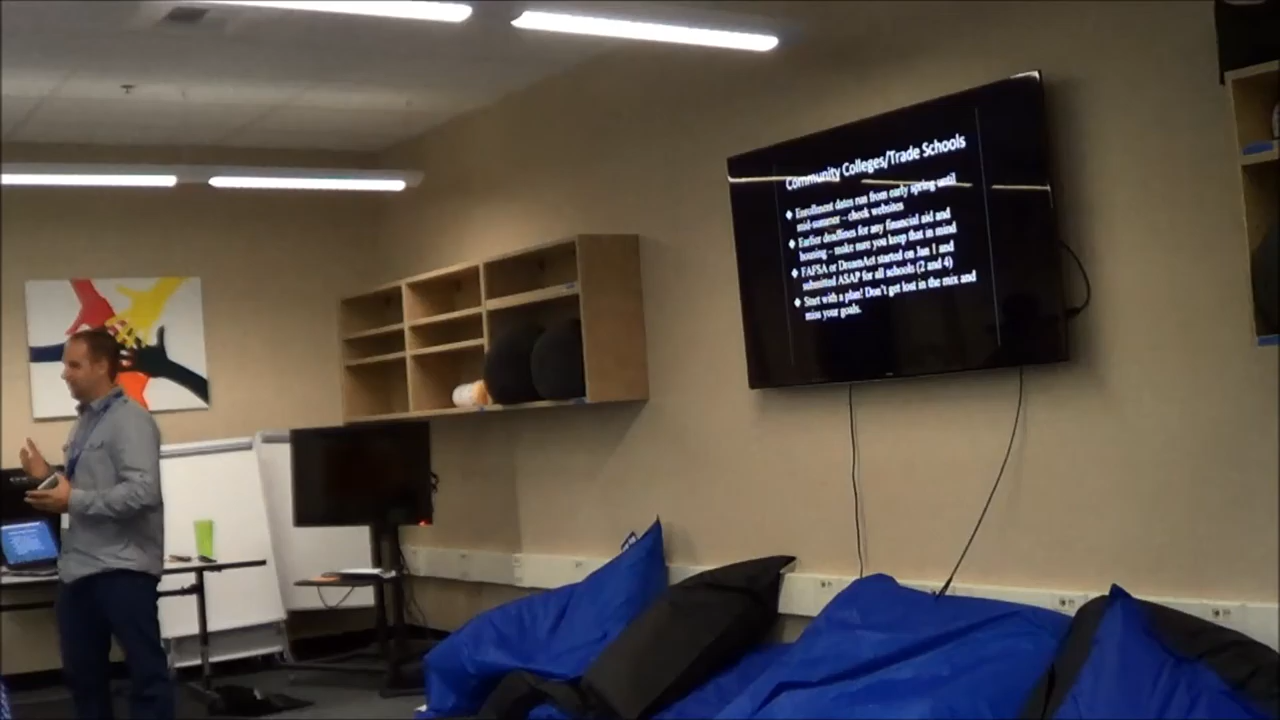 Community Colleges/Trade Schools
Enrollment dates run from early spring until
mid-summer – check websites
Earlier deadlines for any financial aid and
housing – make sure you keep that in mind
FAFSA or DreamAct started on Jan 1 and
submitted ASAP for all schools (2 and 4)
Start with a plan! Don't get lost in the mix and
miss your goals.